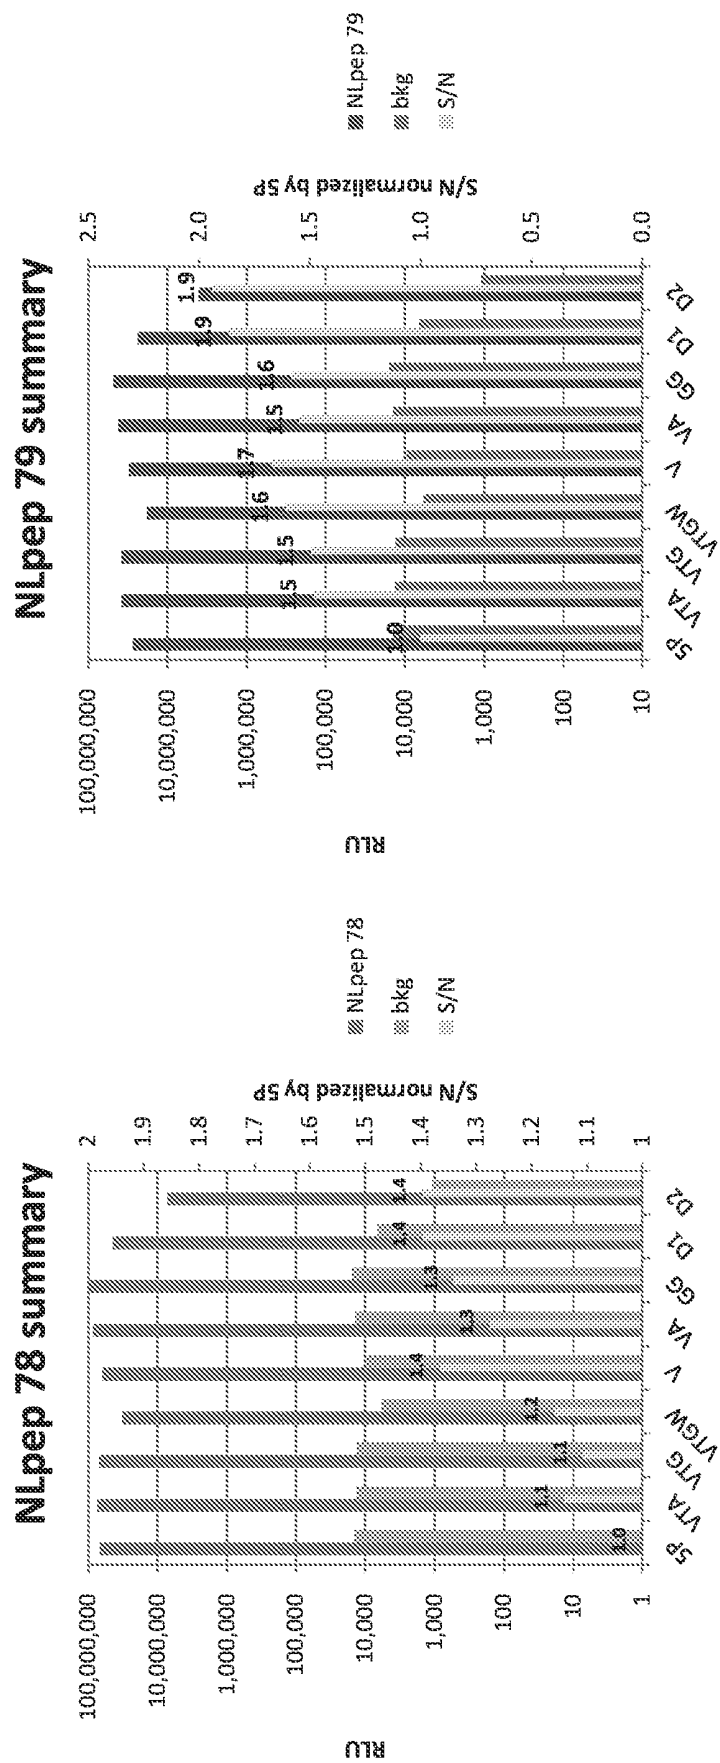 NLpep 78 summary
RLU
100,000,000
10,000,000
1,000,000
100,000
10,000
1,000
100
10
1
1.0
1.1
1.1
1.2
1.4
1.3
1.3
1.4
1.4
5P
VTA
VTG
VTGW
V
VA
GG
D1
D2
2
1.9
1.8
1.7
1.6
1.5
1.4
1.3
1.2
1.1
1
S/N normalized by 5P
NLpep 78
bkg
S/N
NLpep 79 summary
RLU
100,000,000
10,000,000
1,000,000
100,000
10,000
1,000
100
10
1.0
1.5
1.5
1.6
1.7
1.5
1.6
1.9
1.9
5P
VTA
VTG
VTGW
V
VA
GG
D1
D2
2.5
2.0
1.5
1.0
0.5
0.0
S/N normalized by 5P
NLpep 79
bkg
S/N